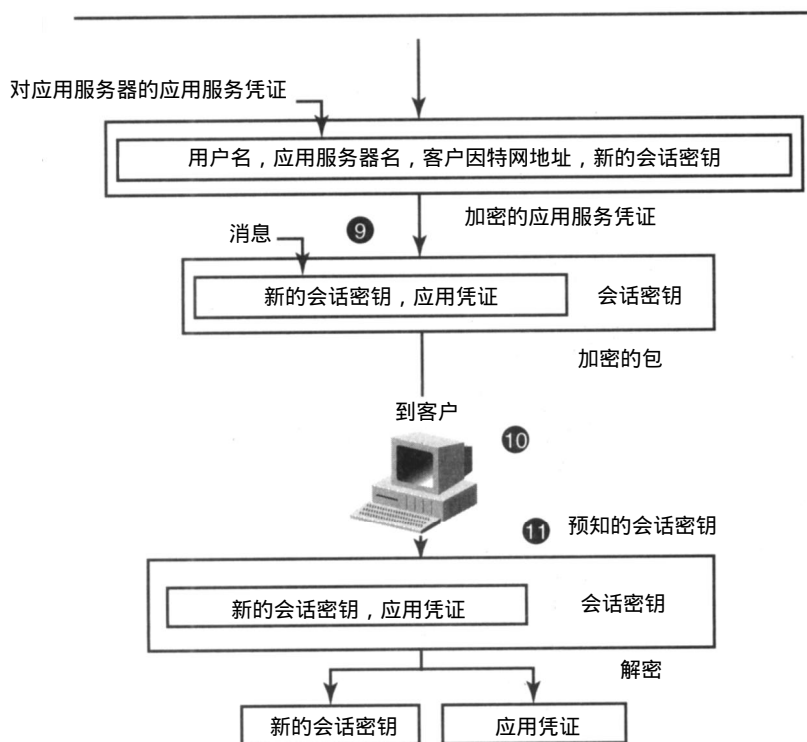 对应用服务器的应用服务凭证
用户名，应用服务器名，客户因特网地址，新的会话密钥
加密的应用服务凭证
消息
9
新的会话密钥，应用凭证
会话密钥
加密的包
到客户
10
11
预知的会话密钥
新的会话密钥，应用凭证
会话密钥
解密
新的会话密钥
应用凭证